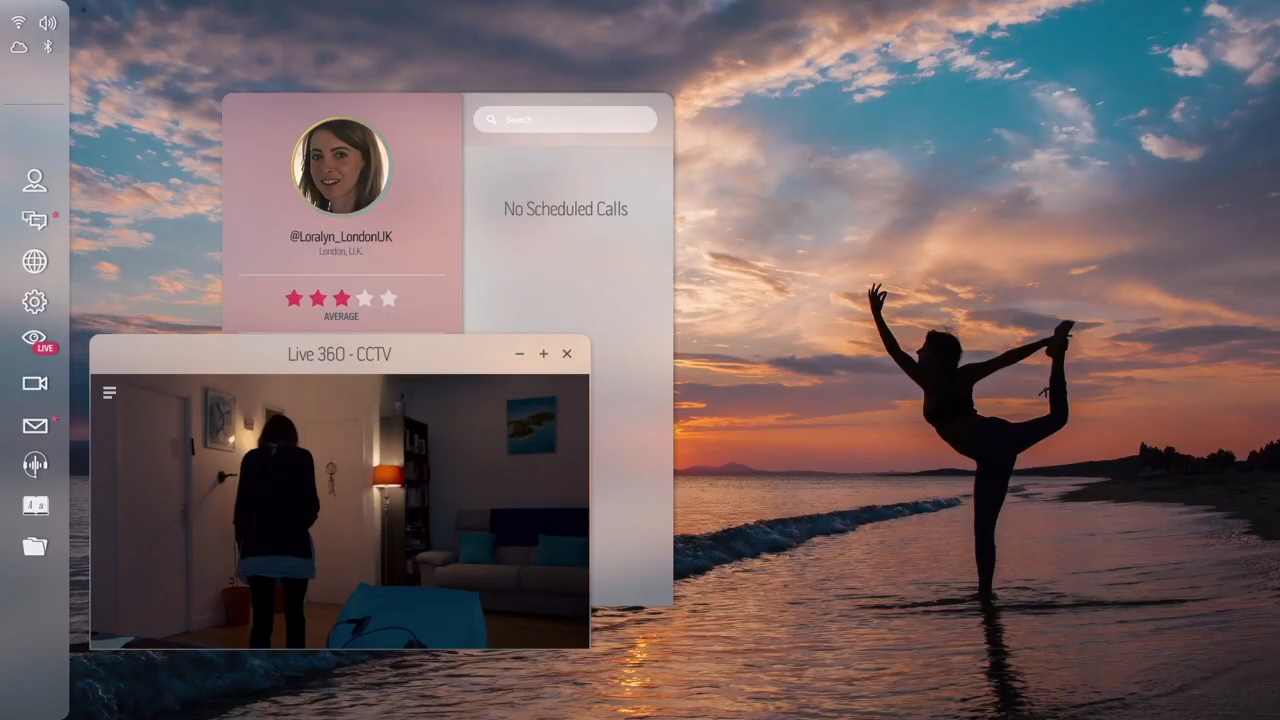 Search
No Scheduled Calls
@Loralyn_LondonUK
London, U.K.
AVERAGE
Live 360 - CCTV
LIVE
A a